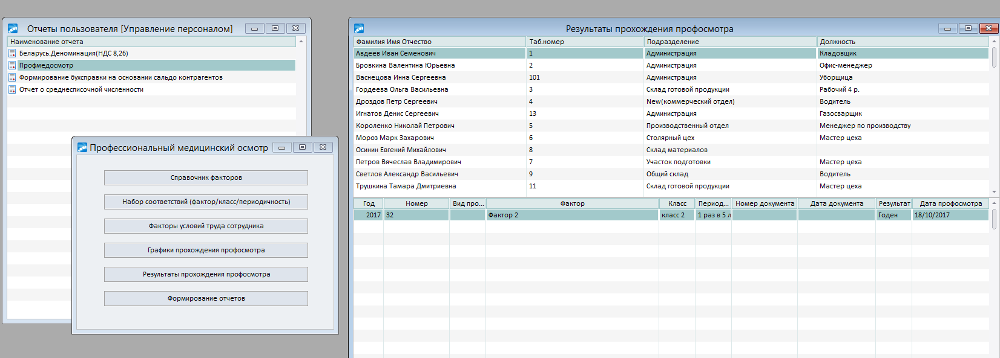 Отчеты пользователя [Управление персоналом]
Наименование отчета
Беларусь.Деноминация(НДС 8,26)
Профмедосмотр
Формирование бухсправки на основании сальдо контрагентов
Отчет о среднесписочной численности
Профессиональный медицинский осмотр
Справочник факторов
Набор соответствий (фактор/класс/периодичность)
Факторы условий труда сотрудника
Графики прохождения профосмотра
Результаты прохождения профосмотра
Формирование отчетов
Результаты прохождения профосмотра
Фамилия Имя Отчество Таб.номер Подразделение Должность
Авдеев Иван Семенович 1 Администрация Кладовщик
Бровкина Валентина Юрьевна 2 Администрация Офис-менеджер
Васнецова Инна Сергеевна 101 Администрация Уборщица
Гордеева Ольга Васильевна 3 Склад готовой продукции Рабочий 4 р.
Дроздов Петр Сергеевич 4 New(коммерческий отдел) Водитель
Игнатов Денис Сергеевич 13 Администрация Газосварщик
Короленко Николай Петрович 5 Производственный отдел Менеджер по производству
Мороз Марк Захарович 6 Столярный цех Мастер цеха
Осинин Евгений Михайлович 8 Склад материалов
Петров Вячеслав Владимирович 7 Участок подготовки Мастер цеха
Светлов Александр Васильевич 9 Общий склад Водитель
Трушкина Тамара Дмитриевна 11 Склад готовой продукции Мастер цеха
Год Номер Вид про... Фактор Класс Период... Номер документа Дата документа Результат Дата профосмотра
2017 32 Фактор 2 класс 2 1 раз в 5 л Годен 18/10/2017